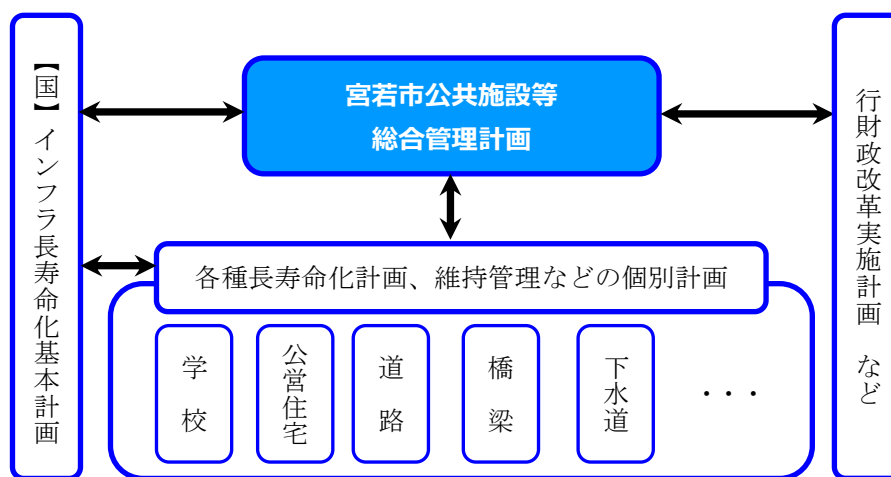 【国】インフラ長寿命化基本計画
宮若市公共施設等
総合管理計画
行財政改革実施計画 など
各種長寿命化計画、維持管理などの個別計画
学校
公営住宅
道路
橋梁
下水道
・・・